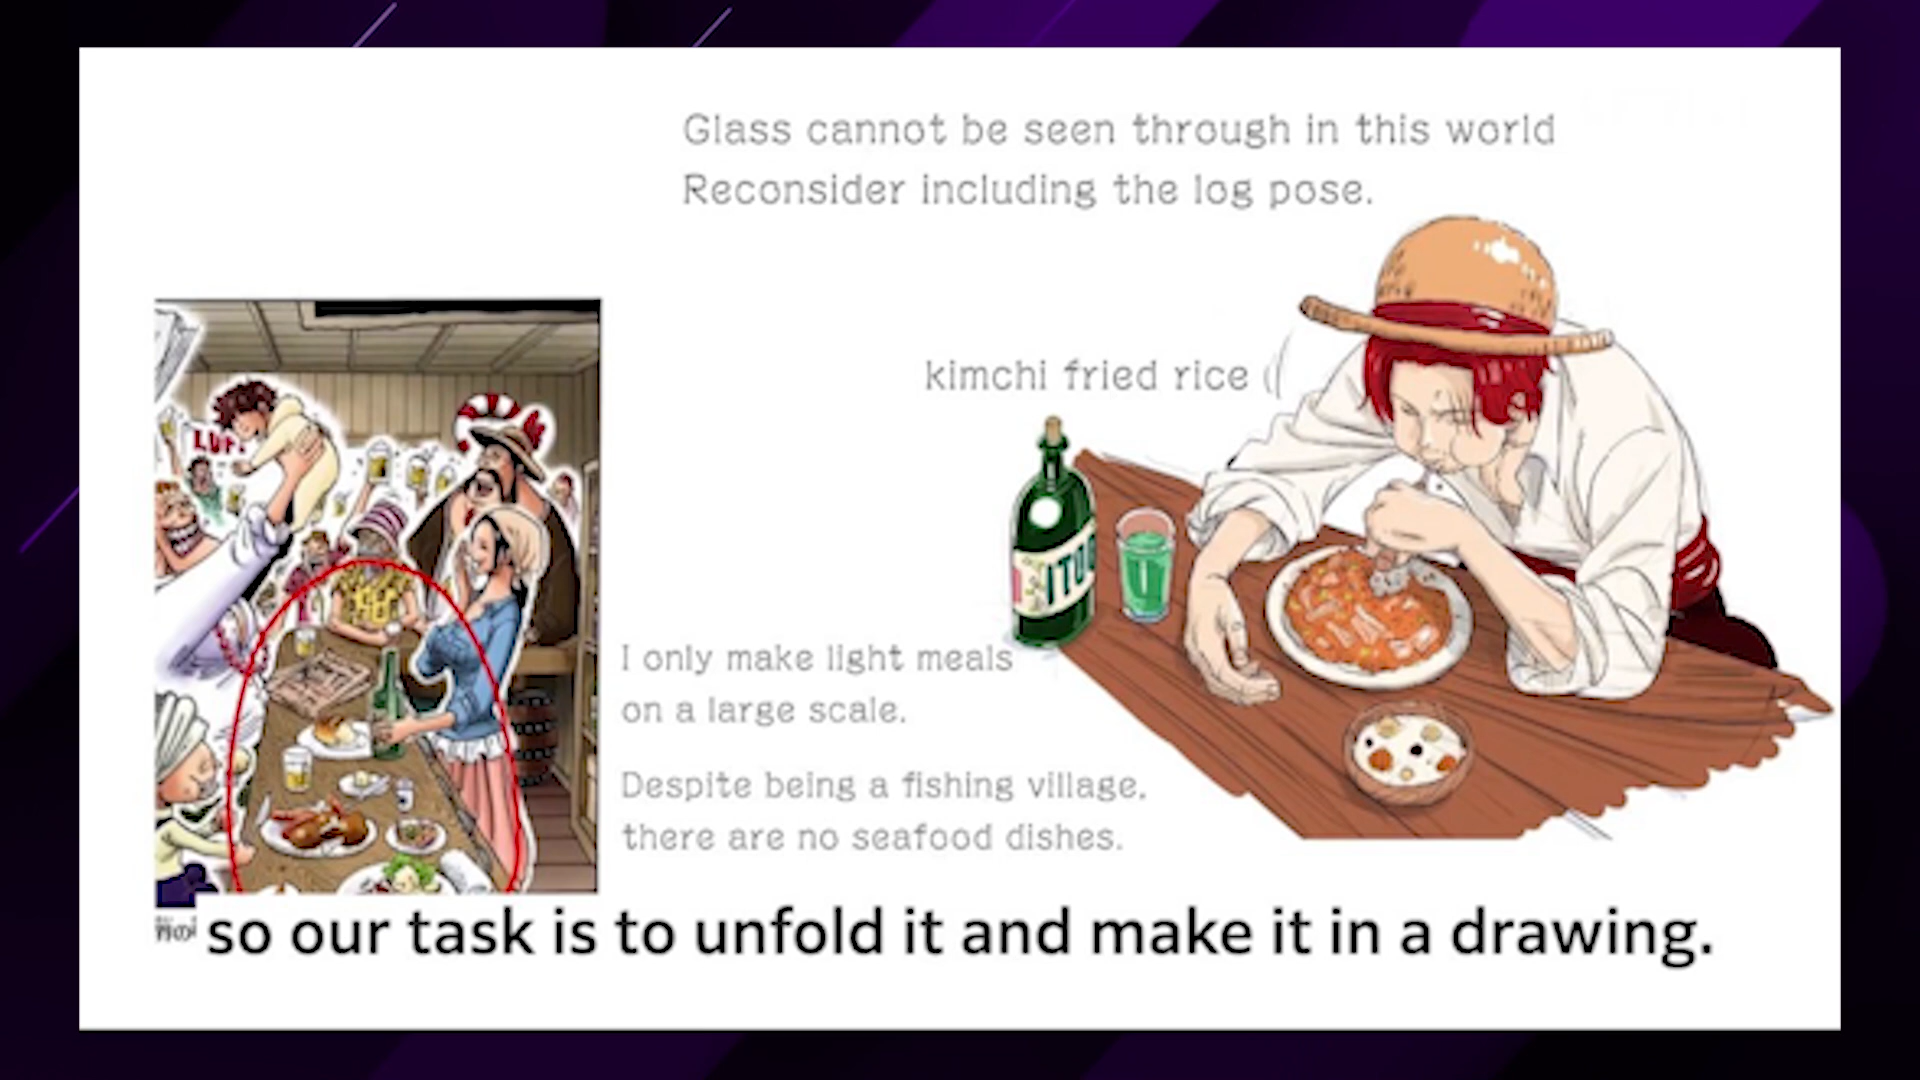 Glass cannot be seen through in this world
Reconsider including the log pose.
kimchi fried rice
ITO
I only make light meals
on a large scale.
Despite being a fishing village,
there are no seafood dishes.
so our task is to unfold it and make it in a drawing.